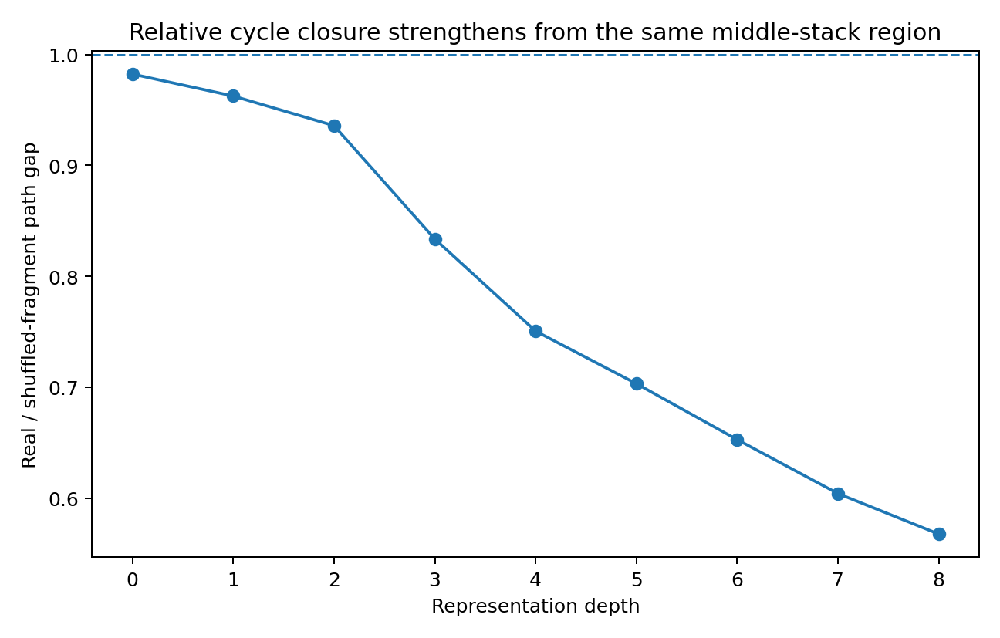 Relative cycle closure strengthens from the same middle-stack region
Real / shuffled-fragment path gap
1.0
0.9
0.8
0.7
0.6
0 1 2 3 4 5 6 7 8
Representation depth